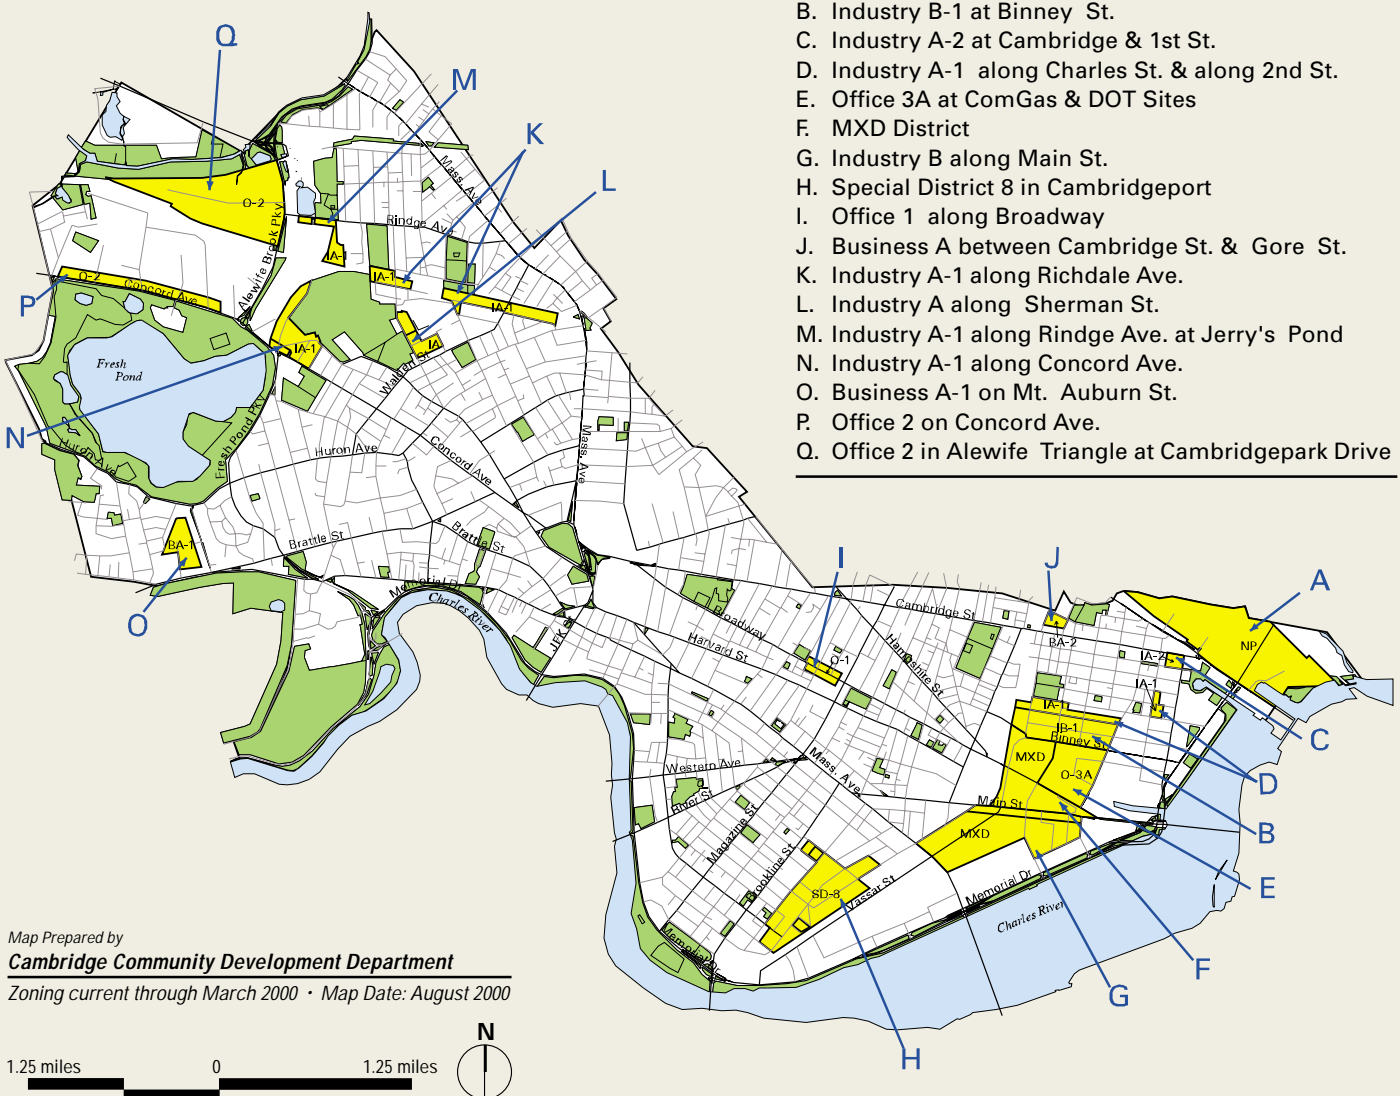 B. Industry B-1 at Binney St.
C. Industry A-2 at Cambridge & 1st St.
D. Industry A-1 along Charles St. & along 2nd St.
E. Office 3A at ComGas & DOT Sites
F. MXD District
G. Industry B along Main St.
H. Special District 8 in Cambridgeport
I. Office 1 along Broadway
J. Business A between Cambridge St. & Gore St.
K. Industry A-1 along Richdale Ave.
L. Industry A along Sherman St.
M. Industry A-1 along Rindge Ave. at Jerry's Pond
N. Industry A-1 along Concord Ave.
O. Business A-1 on Mt. Auburn St.
P. Office 2 on Concord Ave.
Q. Office 2 in Alewife Triangle at Cambridgepark Drive
Q
M
K
L
Mass. Ave
O-2
Rindge Ave
Alewife Brook Pky
IA-1
IA-1
IA-1
O-2
Concord Ave
P
IA-1
IA
Walden St
Fresh
Pond
N
Fresh Pond Pky
Huron Ave
Huron Ave
Concord Ave
Mass. Ave
Brattle St
Brattle St
BA-1
O
Memorial Dr
Charles River
JFK St
I
J
A
Broadway
Cambridge St
Harvard St
Hampshire St
O-1
BA-2
IA-2
NP
IA-1
C
IA-1
IB-1
Binney St
MXD
O-3A
D
Western Ave
Mass. Ave
River St
Main St
B
Magazine St
MXD
Brookline St
SD-8
Vassar St
Memorial Dr
E
Charles River
Memorial Dr
F
G
H
Map Prepared by
Cambridge Community Development Department
Zoning current through March 2000 • Map Date: August 2000
N
1.25 miles 0 1.25 miles